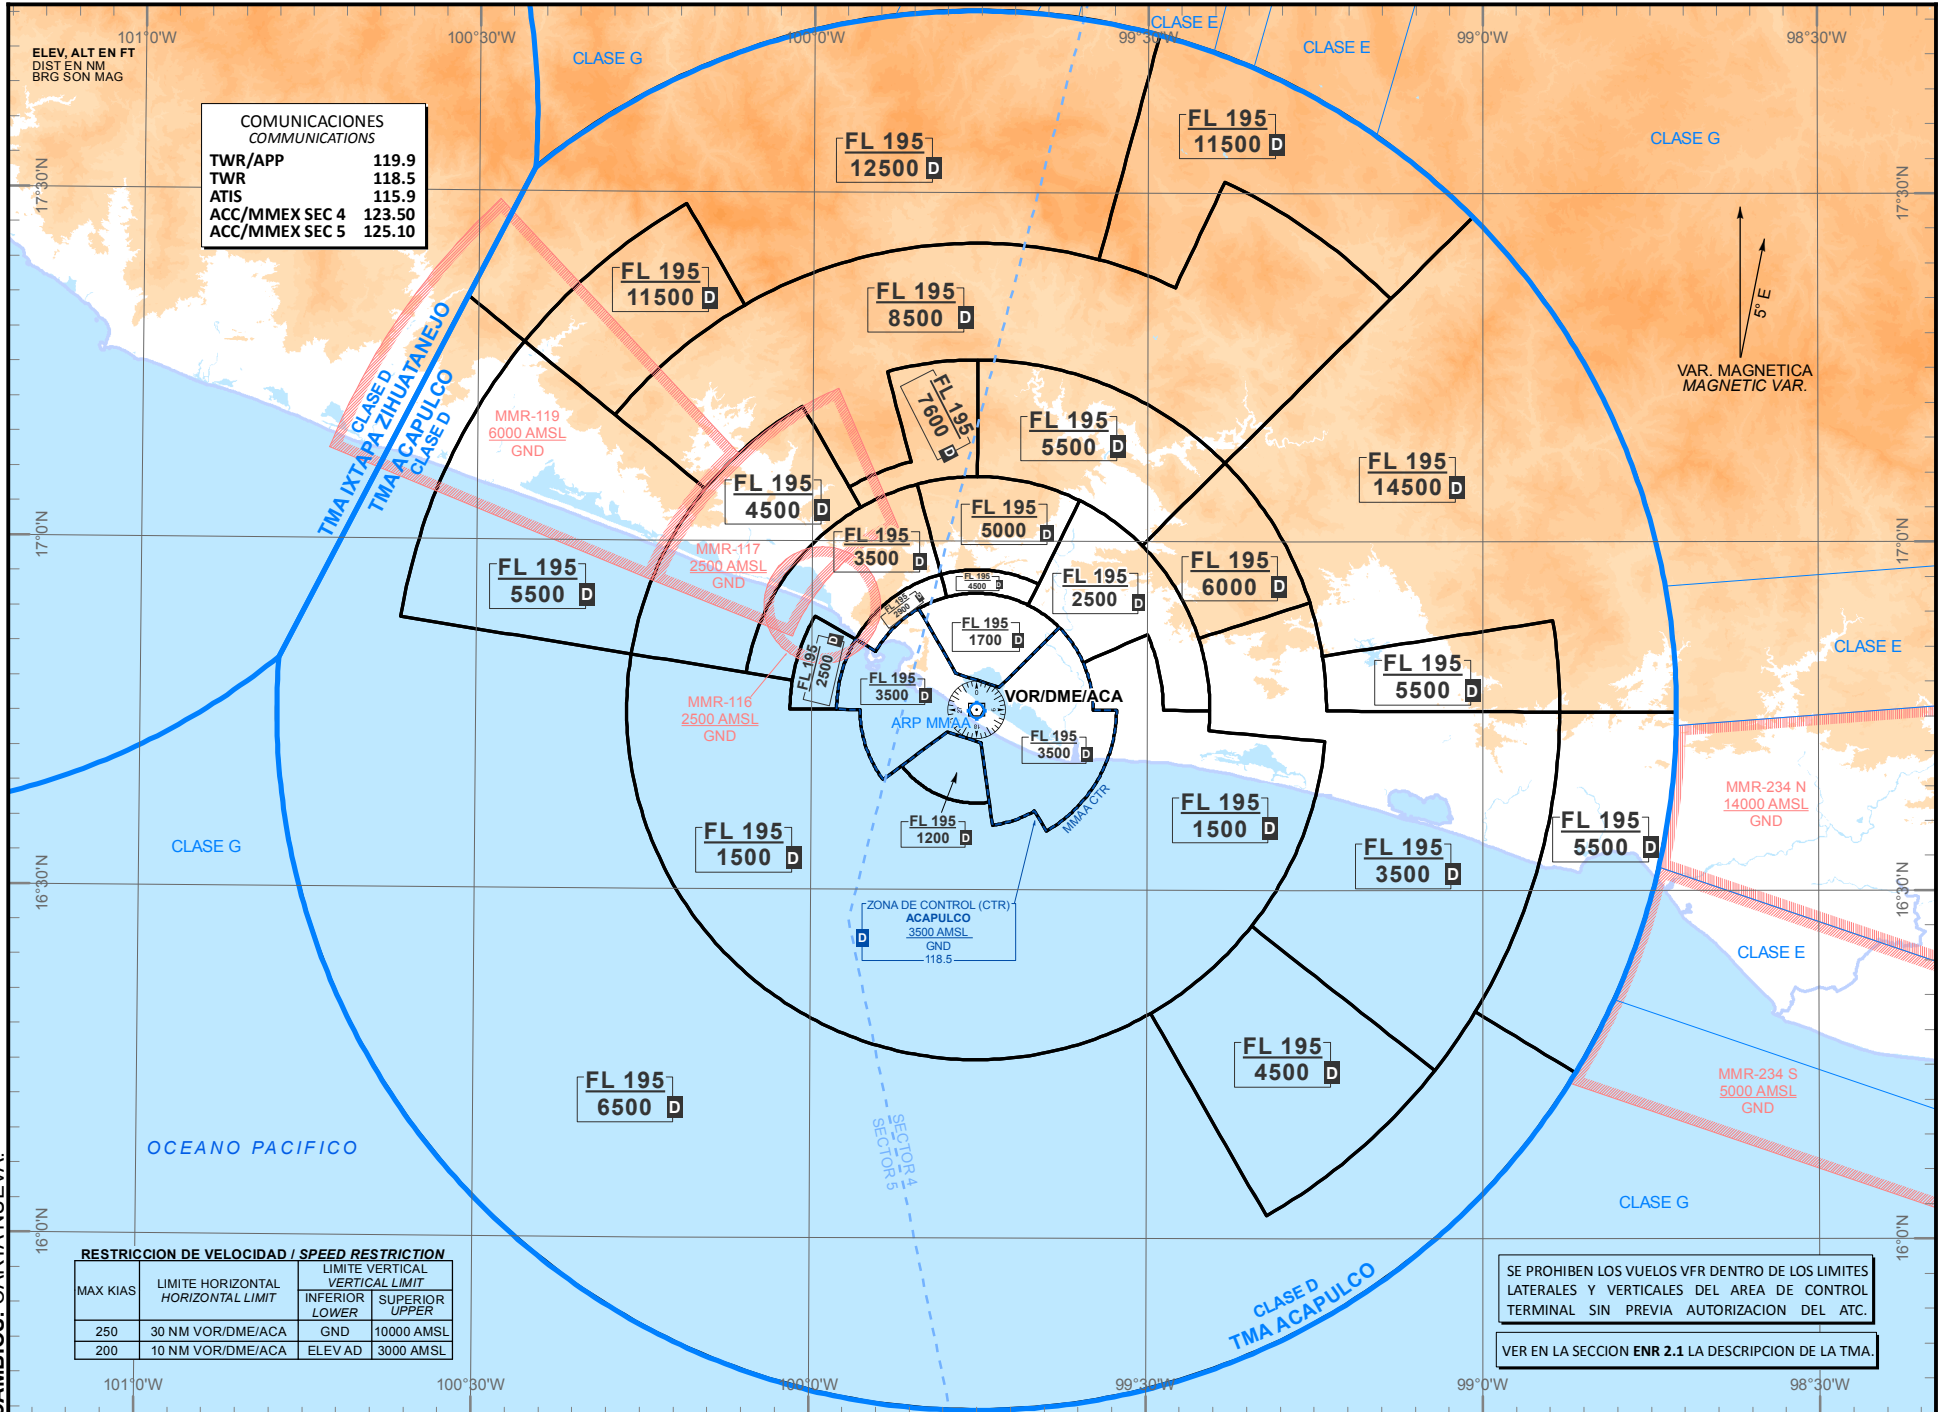 101°0'W
100°30'W
100°0'W
99°30'W
99°0'W
98°30'W
ELEV, ALT EN FT
DIST EN NM
BRG SON MAG
CLASE G
CLASE E
CLASE E
CLASE G
COMUNICACIONES
COMMUNICATIONS
TWR/APP 119.9
TWR 118.5
ATIS 115.9
ACC/MMEX SEC 4 123.50
ACC/MMEX SEC 5 125.10
17°30'N
17°30'N
FL 195
12500 D
FL 195
11500 D
FL 195
11500 D
FL 195
8500 D
5° E
VAR. MAGNETICA
MAGNETIC VAR.
CLASE D
TMA IXTAPA ZIHUATANEJO
TMA ACAPULCO
CLASE D
MMR-119
6000 AMSL
GND
FL 195
7600 D
FL 195
5500 D
FL 195
14500 D
FL 195
4500 D
FL 195
5000 D
FL 195
3500 D
17°0'N
17°0'N
MMR-117
2500 AMSL
GND
FL 195
5500 D
FL 195
4500 D
FL 195
2500 D
FL 195
6000 D
FL 195
2900 D
FL 195
1700 D
FL 195
2500 D
CLASE E
FL 195
3500 D
VOR/DME/ACA
FL 195
5500 D
MMR-116
2500 AMSL
GND
ARP MMAA
FL 195
3500 D
MMAA CTR
MMR-234 N
14000 AMSL
GND
FL 195
1200 D
FL 195
1500 D
FL 195
1500 D
FL 195
3500 D
FL 195
5500 D
CLASE G
16°30'N
16°30'N
ZONA DE CONTROL (CTR)
ACAPULCO
3500 AMSL
GND
118.5
D
CLASE E
FL 195
4500 D
FL 195
6500 D
MMR-234 S
5000 AMSL
GND
SECTOR 4
SECTOR 5
OCEANO PACIFICO
CLASE G
16°0'N
16°0'N
CLASE D
TMA ACAPULCO
RESTRICCION DE VELOCIDAD / SPEED RESTRICTION
MAX KIAS
LIMITE HORIZONTAL
HORIZONTAL LIMIT
LIMITE VERTICAL
VERTICAL LIMIT
INFERIOR
LOWER
SUPERIOR
UPPER
250 30 NM VOR/DME/ACA GND 10000 AMSL
200 10 NM VOR/DME/ACA ELEV AD 3000 AMSL
SE PROHIBEN LOS VUELOS VFR DENTRO DE LOS LIMITES
LATERALES Y VERTICALES DEL AREA DE CONTROL
TERMINAL SIN PREVIA AUTORIZACION DEL ATC.
VER EN LA SECCION ENR 2.1 LA DESCRIPCION DE LA TMA.
101°0'W
100°30'W
100°0'W
99°30'W
99°0'W
98°30'W